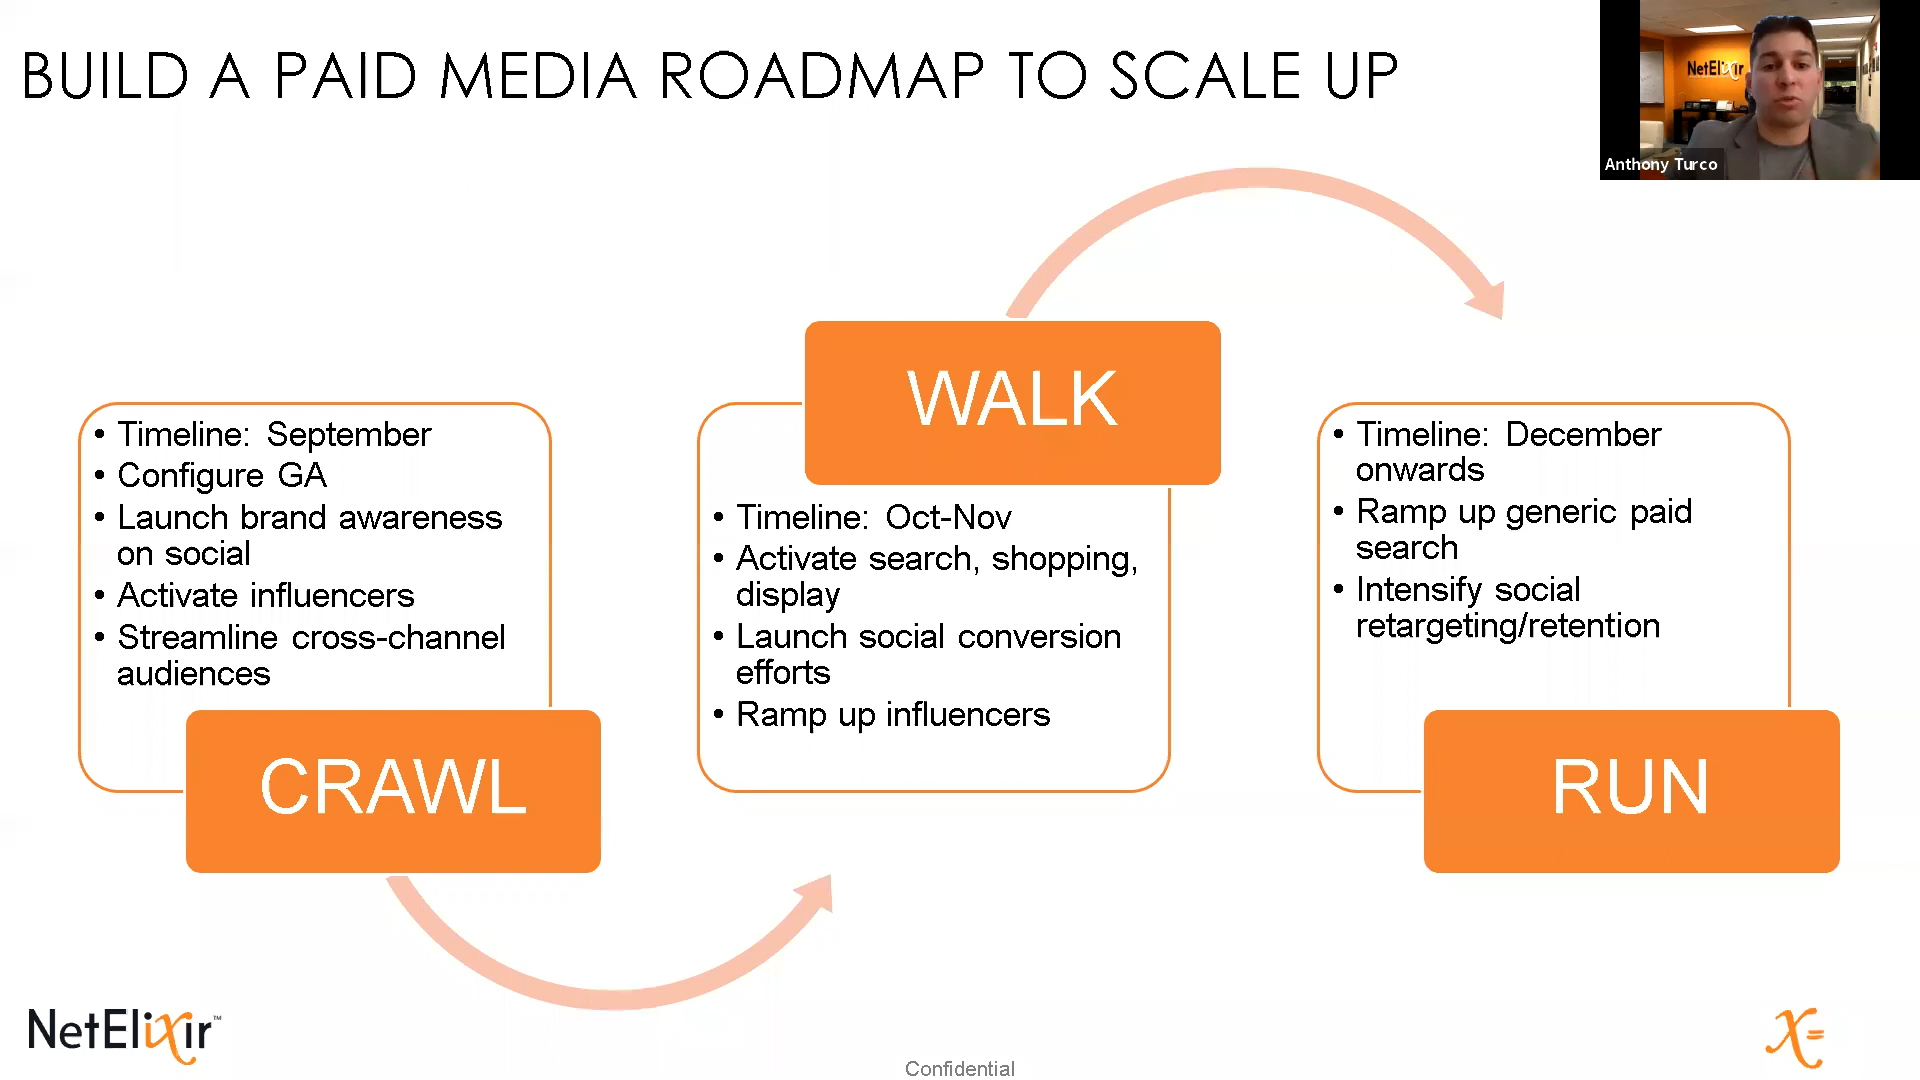 BUILD A PAID MEDIA ROADMAP TO SCALE UP
NetElixir
Anthony Turco
• Timeline: September
• Configure GA
• Launch brand awareness
on social
• Activate influencers
• Streamline cross-channel
audiences
CRAWL
WALK
• Timeline: Oct-Nov
• Activate search, shopping,
display
• Launch social conversion
efforts
• Ramp up influencers
• Timeline: December
onwards
• Ramp up generic paid
search
• Intensify social
retargeting/retention
RUN
NetElixir™
Confidential
X=